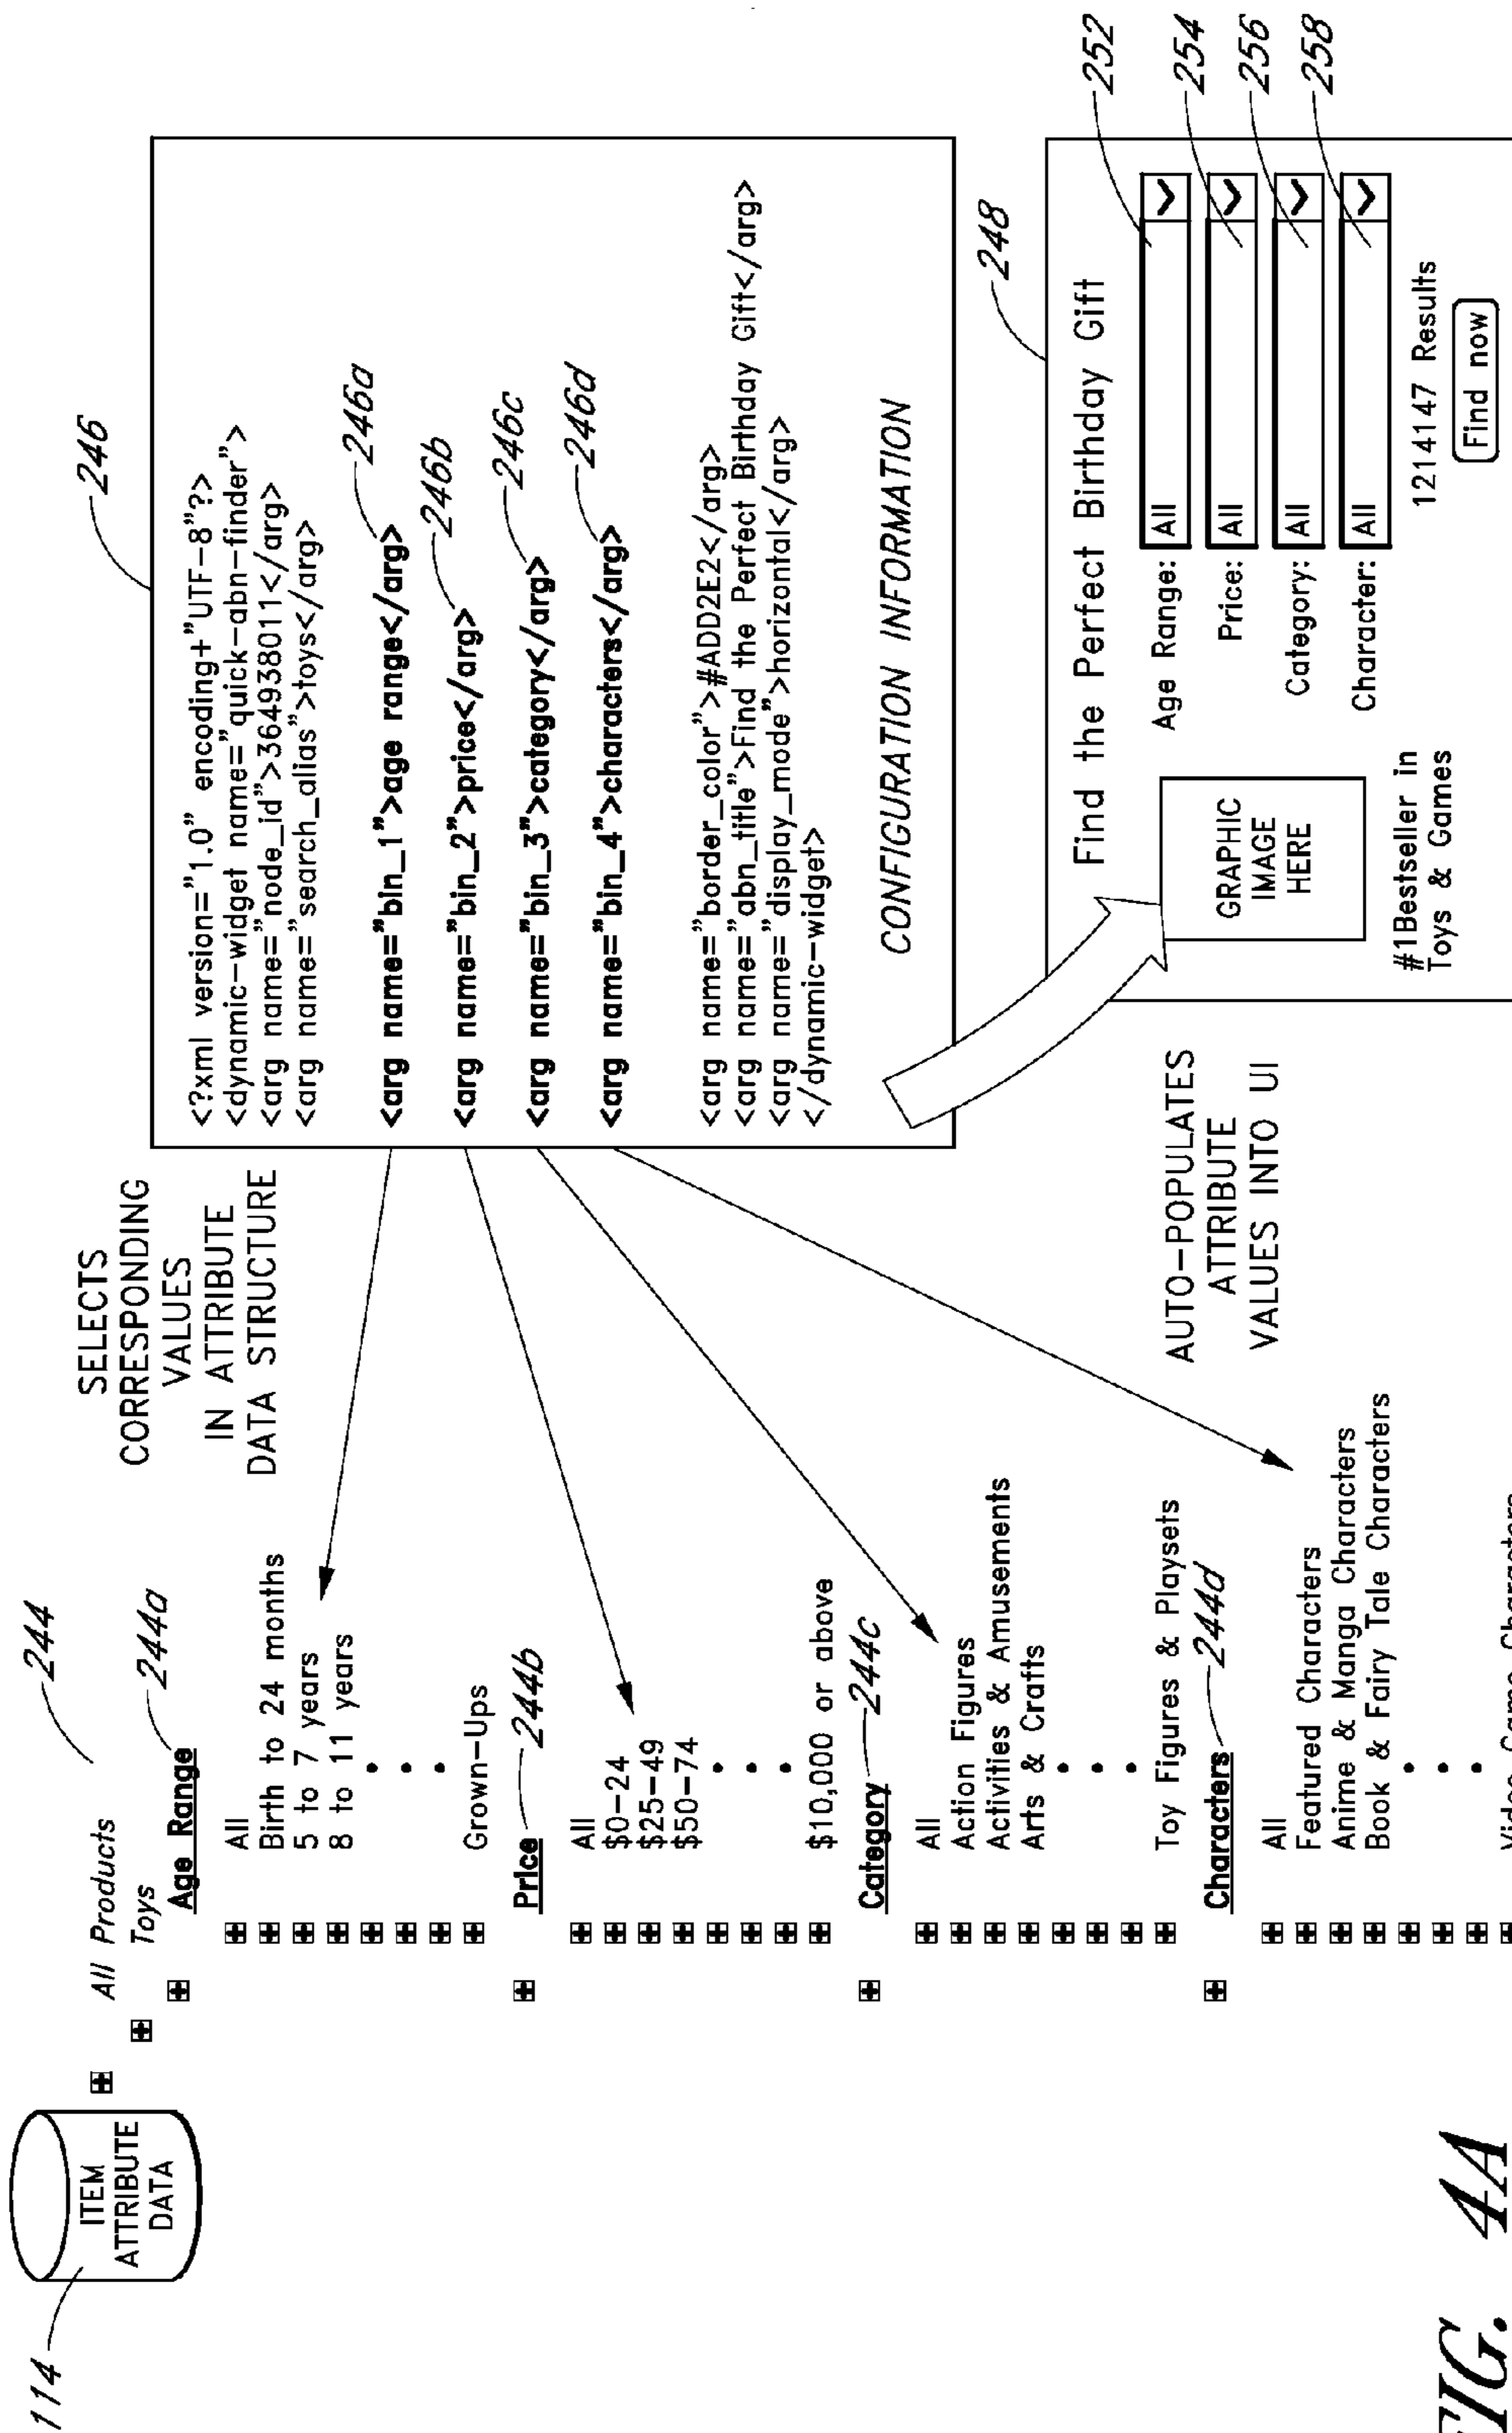 114
ITEM
ATTRIBUTE
DATA
244
All Products
Toys
Age Range
244a
All
Birth to 24 months
5 to 7 years
8 to 11 years
Grown-Ups
Price
244b
All
$0-24
$25-49
$50-74
$10,000 or above
Category
244c
All
Action Figures
Activities & Amusements
Arts & Crafts
Toy Figures & Playsets
Characters
244d
All
Featured Characters
Anime & Manga Characters
Book & Fairy Tale Characters
Video Game Characters
SELECTS
CORRESPONDING
VALUES
IN ATTRIBUTE
DATA STRUCTURE
246
<?xml version="1.0" encoding+"UTF-8"?>
<dynamic-widget name="quick-abn-finder">
<arg name="node_id">364938011</arg>
<arg name="search_alias">toys</arg>
<arg name="bin_1">age range</arg>
246a
<arg name="bin_2">price</arg>
246b
<arg name="bin_3">category</arg>
246c
<arg name="bin_4">characters</arg>
246d
<arg name="border_color">#ADD2E2</arg>
<arg name="abn_title">Find the Perfect Birthday Gift</arg>
<arg name="display_mode">horizontal</arg>
</dynamic-widget>
CONFIGURATION INFORMATION
AUTO-POPULATES
ATTRIBUTE
VALUES INTO UI
248
Find the Perfect Birthday Gift
GRAPHIC
IMAGE
HERE
#1Bestseller in
Toys & Games
Age Range: All
252
Price: All
254
Category: All
256
Character: All
258
1214147 Results
Find now
FIG. 4A